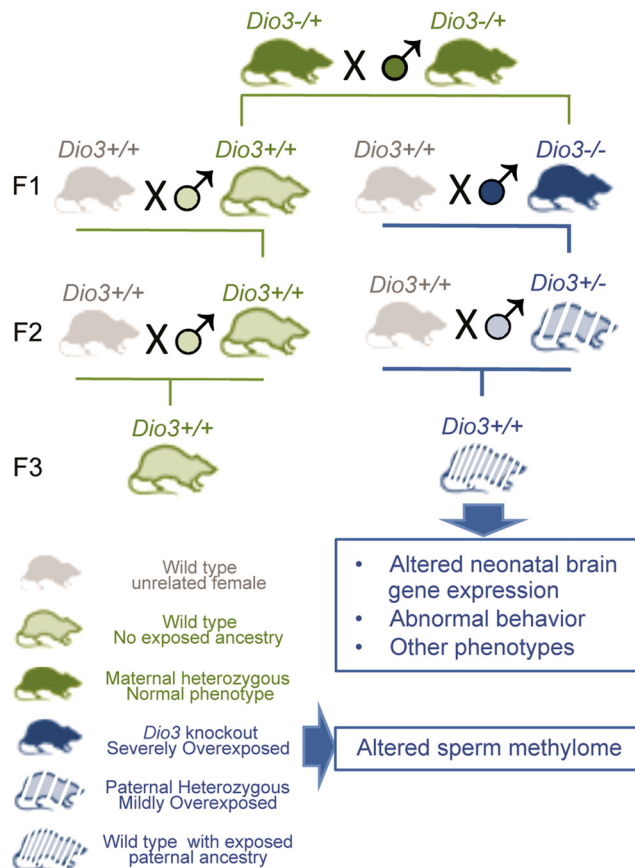 Dio3-/+ Dio3-/+
X
Dio3+/+ Dio3+/+ Dio3+/+ Dio3-/-
F1 X X
Dio3+/+ Dio3+/+ Dio3+/+ Dio3+/-
F2 X X
Dio3+/+ Dio3+/+
F3
Wild type
unrelated female
Wild type
No exposed ancestry
Maternal heterozygous
Normal phenotype
Dio3 knockout
Severely Overexposed
Paternal Heterozygous
Mildly Overexposed
Wild type with exposed
paternal ancestry
• Altered neonatal brain
gene expression
• Abnormal behavior
• Other phenotypes
Altered sperm methylome